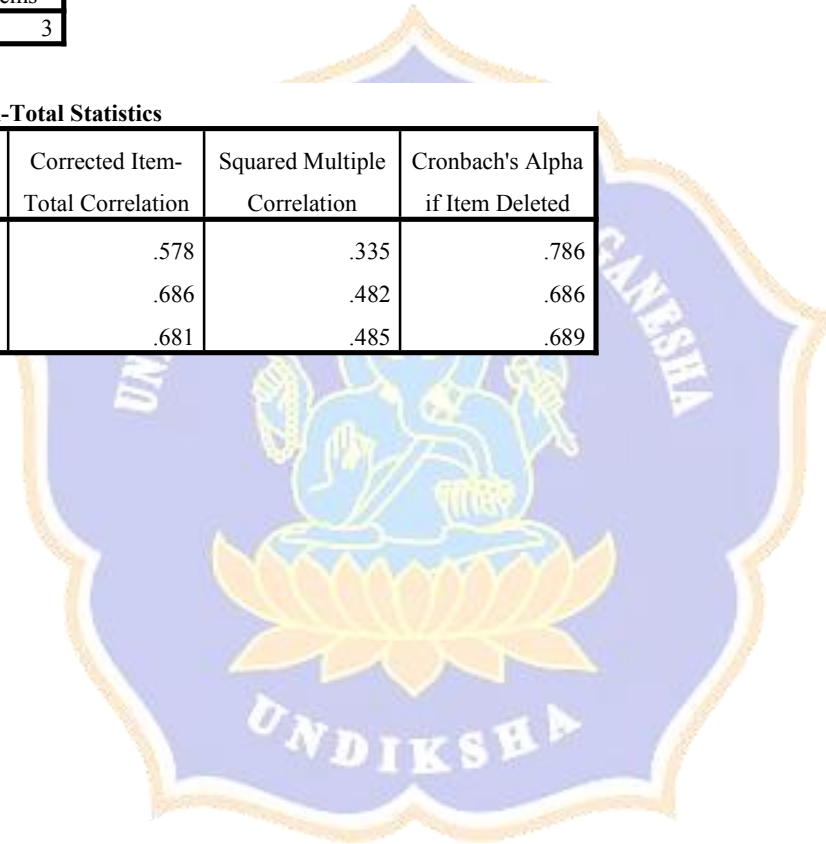 3
-Total Statistics
Corrected Item-Total Correlation Squared Multiple Correlation Cronbach's Alpha if Item Deleted
.578 .335 .786
.686 .482 .686
.681 .485 .689
GANESHA
UNDIKSHA